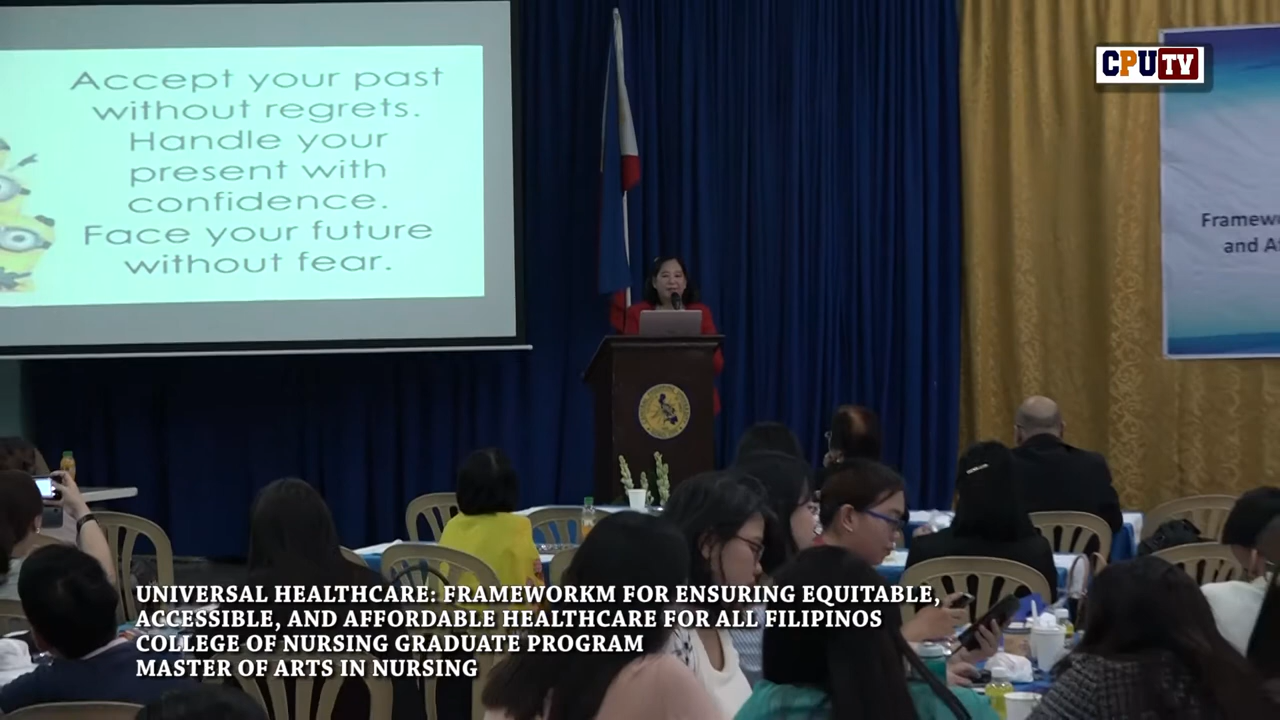 Accept your past
without regrets.
Handle your
present with
confidence.
Face your future
without fear.
CPUTV
and
UNIVERSAL HEALTHCARE: FRAMEWORKM FOR ENSURING EQUITABLE,
ACCESSIBLE, AND AFFORDABLE HEALTHCARE FOR ALL FILIPINOS
COLLEGE OF NURSING GRADUATE PROGRAM
MASTER OF ARTS IN NURSING